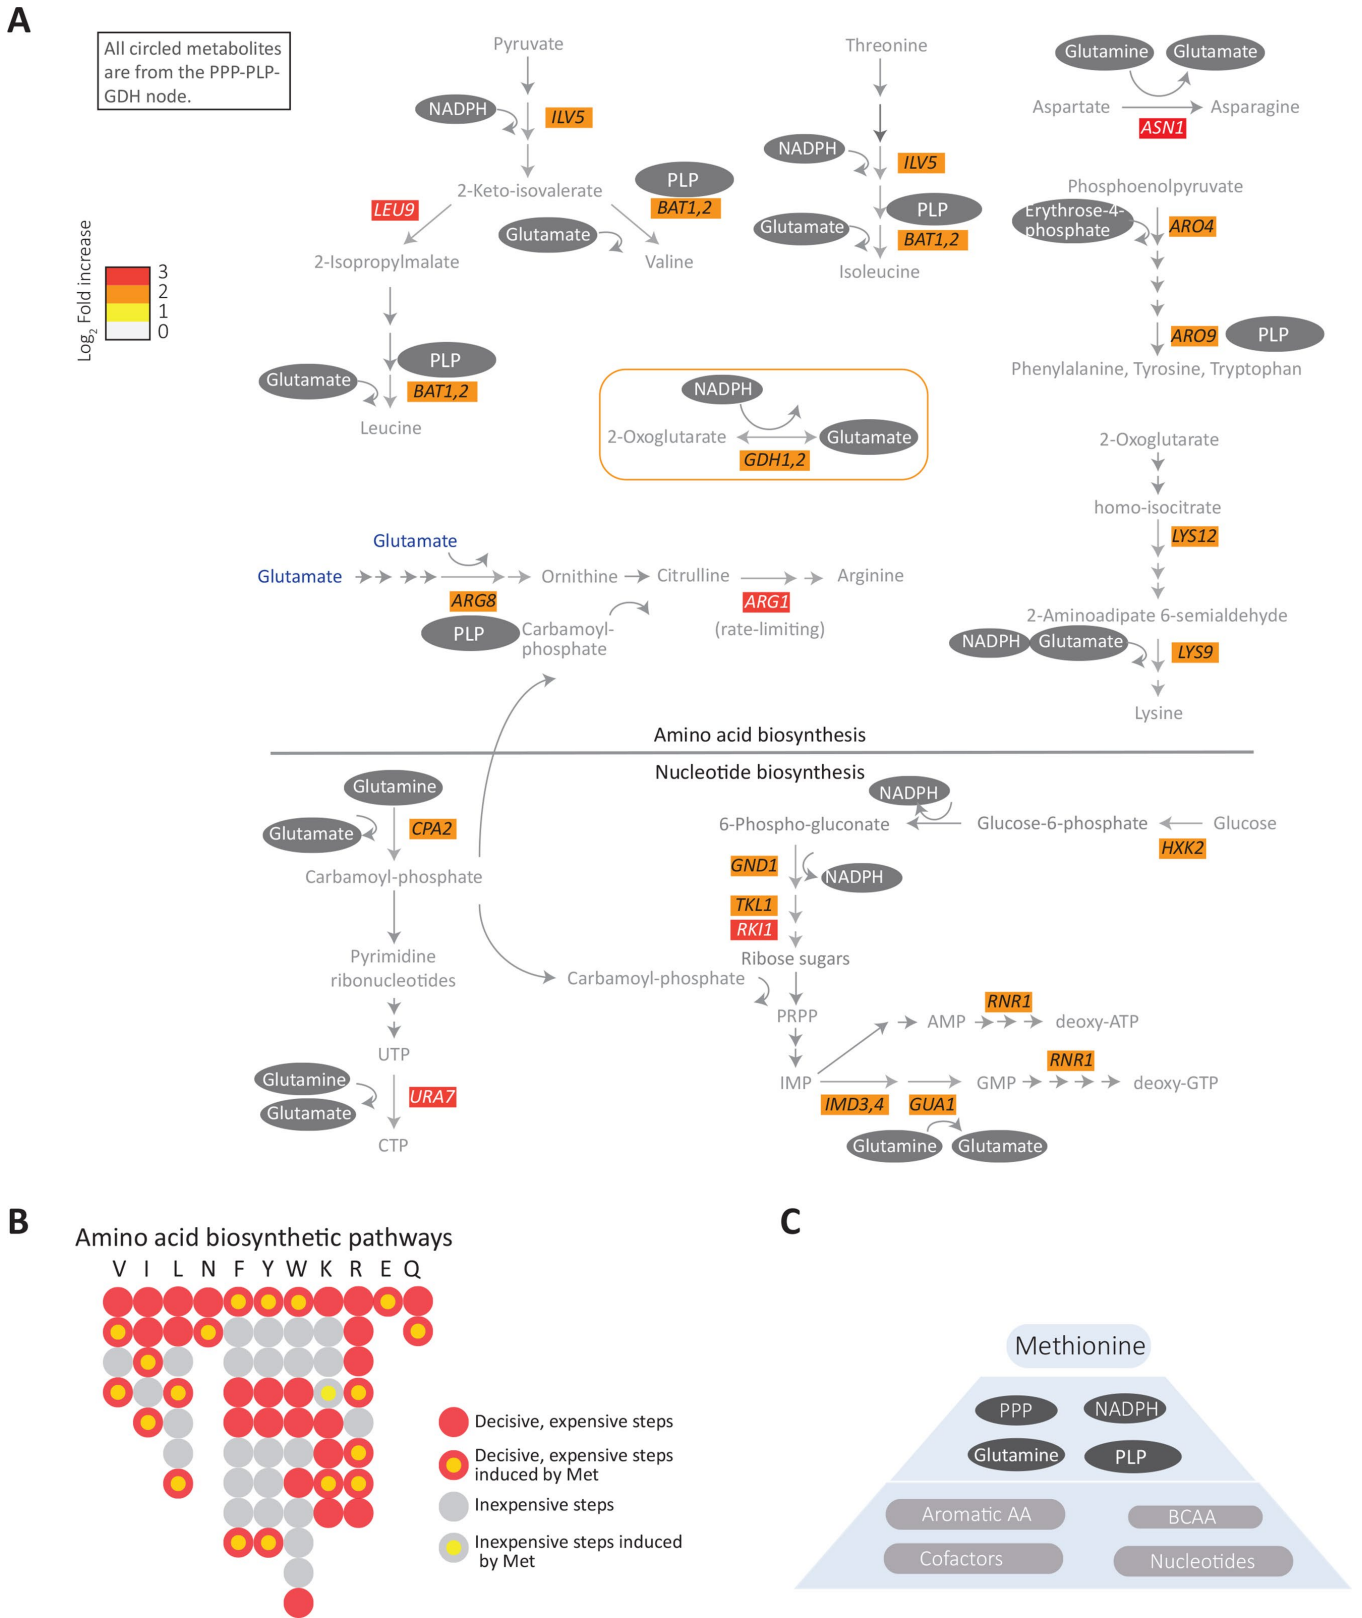 A
All circled metabolites
are from the PPP-PLP-
GDH node.
Log2 Fold increase
3
2
1
0
Pyruvate
NADPH
ILV5
2-Keto-isovalerate
PLP
BAT1,2
LEU9
Glutamate
2-Isopropylmalate
Valine
PLP
Glutamate
BAT1,2
Leucine
Threonine
NADPH
ILV5
PLP
Glutamate
BAT1,2
Isoleucine
Glutamine
Glutamate
Aspartate
Asparagine
ASN1
Phosphoenolpyruvate
Erythrose-4-
phosphate
ARO4
ARO9
PLP
Phenylalanine, Tyrosine, Tryptophan
NADPH
2-Oxoglutarate
Glutamate
GDH1,2
2-Oxoglutarate
homo-isocitrate
LYS12
2-Aminoadipate 6-semialdehyde
NADPH
Glutamate
LYS9
Lysine
Glutamate
Glutamate
Ornithine
Citrulline
Arginine
ARG8
ARG1
PLP
Carbamoyl-
phosphate
(rate-limiting)
Amino acid biosynthesis
Nucleotide biosynthesis
Glutamine
Glutamate
CPA2
Carbamoyl-phosphate
Pyrimidine
ribonucleotides
UTP
Glutamine
Glutamate
URA7
CTP
NADPH
6-Phospho-gluconate
Glucose-6-phosphate
Glucose
HXK2
GND1
NADPH
TKL1
RKI1
Ribose sugars
Carbamoyl-phosphate
PRPP
RNR1
AMP
deoxy-ATP
RNR1
IMP
GMP
deoxy-GTP
IMD3,4
GUA1
Glutamine
Glutamate
B
Amino acid biosynthetic pathways
V I L N F Y W K R E Q
Decisive, expensive steps
Decisive, expensive steps
induced by Met
Inexpensive steps
Inexpensive steps induced
by Met
C
Methionine
PPP
NADPH
Glutamine
PLP
Aromatic AA
BCAA
Cofactors
Nucleotides